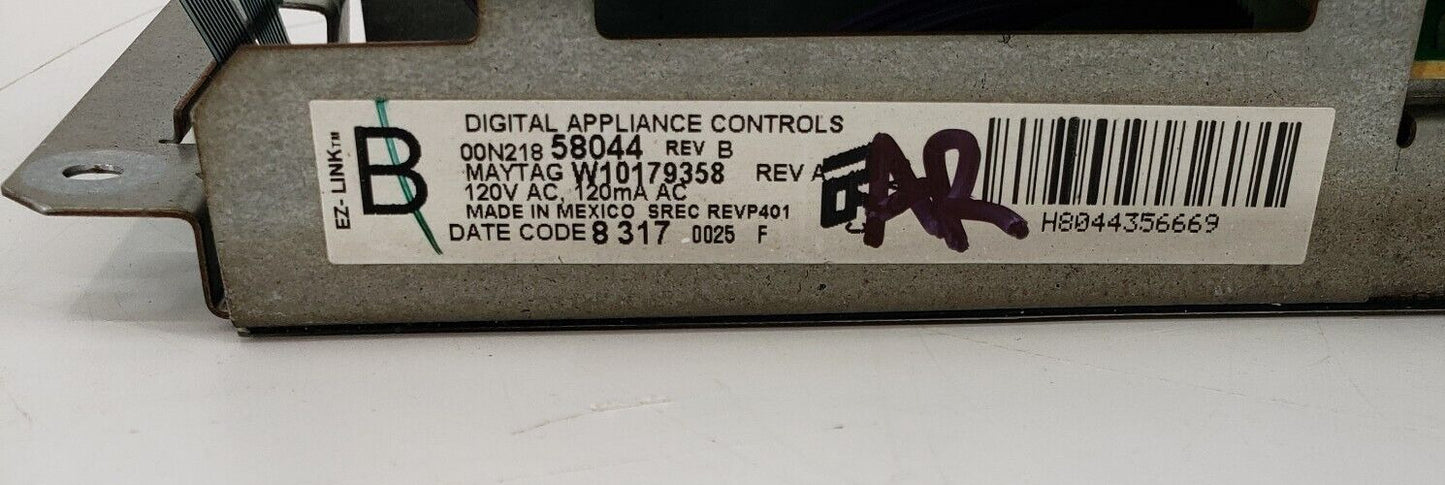 EZ-LINK™
B
DIGITAL APPLIANCE CONTROLS
00N218 58044 REV B
MAYTAG W10179358 REV A
120V AC, 120mA AC
MADE IN MEXICO SREC REVP401
DATE CODE 8 317 0025 F
AR
H8044356669